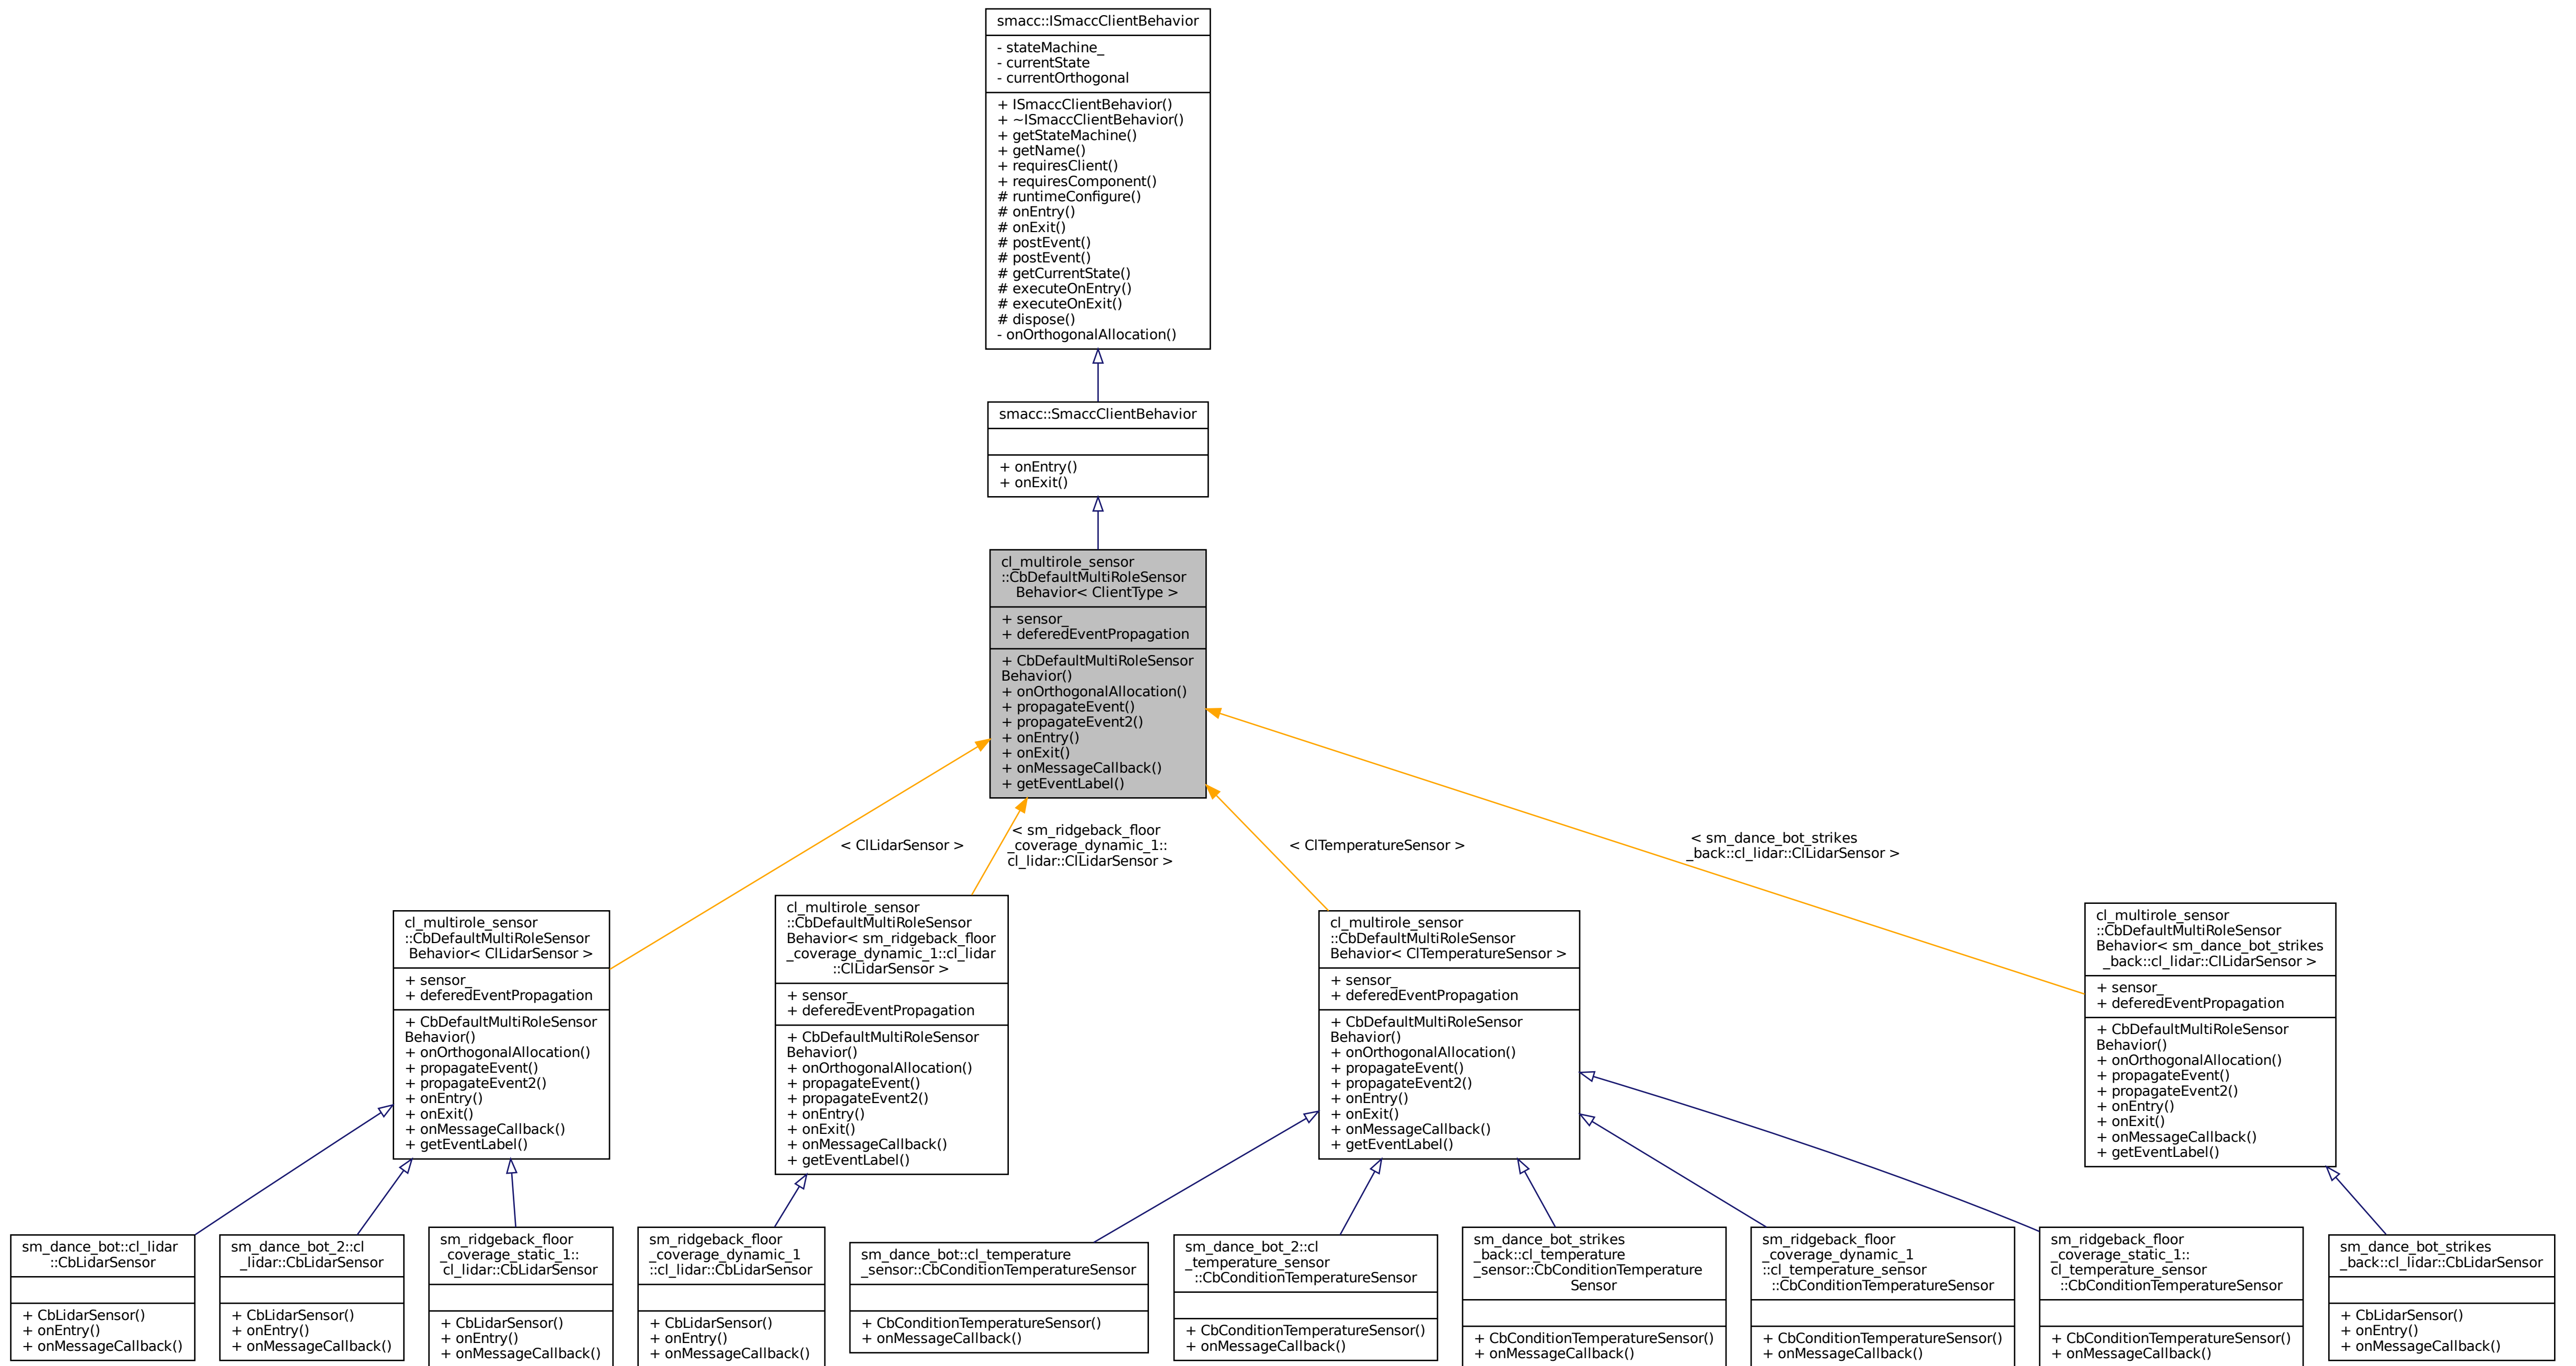 smacc::ISmaccClientBehavior
- stateMachine_
- currentState
- currentOrthogonal
+ ISmaccClientBehavior()
+ ~ISmaccClientBehavior()
+ getStateMachine()
+ getName()
+ requiresClient()
+ requiresComponent()
# runtimeConfigure()
# onEntry()
# onExit()
# postEvent()
# postEvent()
# getCurrentState()
# executeOnEntry()
# executeOnExit()
# dispose()
- onOrthogonalAllocation()
smacc::SmaccClientBehavior
+ onEntry()
+ onExit()
cl_multirole_sensor
::CbDefaultMultiRoleSensor
Behavior< ClientType >
+ sensor_
+ deferedEventPropagation
+ CbDefaultMultiRoleSensor
Behavior()
+ onOrthogonalAllocation()
+ propagateEvent()
+ propagateEvent2()
+ onEntry()
+ onExit()
+ onMessageCallback()
+ getEventLabel()
< ClLidarSensor >
< sm_ridgeback_floor
_coverage_dynamic_1::
cl_lidar::ClLidarSensor >
< ClTemperatureSensor >
< sm_dance_bot_strikes
_back::cl_lidar::ClLidarSensor >
cl_multirole_sensor
::CbDefaultMultiRoleSensor
Behavior< ClLidarSensor >
+ sensor_
+ deferedEventPropagation
+ CbDefaultMultiRoleSensor
Behavior()
+ onOrthogonalAllocation()
+ propagateEvent()
+ propagateEvent2()
+ onEntry()
+ onExit()
+ onMessageCallback()
+ getEventLabel()
cl_multirole_sensor
::CbDefaultMultiRoleSensor
Behavior< sm_ridgeback_floor
_coverage_dynamic_1::cl_lidar
::ClLidarSensor >
+ sensor_
+ deferedEventPropagation
+ CbDefaultMultiRoleSensor
Behavior()
+ onOrthogonalAllocation()
+ propagateEvent()
+ propagateEvent2()
+ onEntry()
+ onExit()
+ onMessageCallback()
+ getEventLabel()
cl_multirole_sensor
::CbDefaultMultiRoleSensor
Behavior< ClTemperatureSensor >
+ sensor_
+ deferedEventPropagation
+ CbDefaultMultiRoleSensor
Behavior()
+ onOrthogonalAllocation()
+ propagateEvent()
+ propagateEvent2()
+ onEntry()
+ onExit()
+ onMessageCallback()
+ getEventLabel()
cl_multirole_sensor
::CbDefaultMultiRoleSensor
Behavior< sm_dance_bot_strikes
_back::cl_lidar::ClLidarSensor >
+ sensor_
+ deferedEventPropagation
+ CbDefaultMultiRoleSensor
Behavior()
+ onOrthogonalAllocation()
+ propagateEvent()
+ propagateEvent2()
+ onEntry()
+ onExit()
+ onMessageCallback()
+ getEventLabel()
sm_dance_bot::cl_lidar
::CbLidarSensor
+ CbLidarSensor()
+ onEntry()
+ onMessageCallback()
sm_dance_bot_2::cl
_lidar::CbLidarSensor
+ CbLidarSensor()
+ onEntry()
+ onMessageCallback()
sm_ridgeback_floor
_coverage_static_1::
cl_lidar::CbLidarSensor
+ CbLidarSensor()
+ onEntry()
+ onMessageCallback()
sm_ridgeback_floor
_coverage_dynamic_1
::cl_lidar::CbLidarSensor
+ CbLidarSensor()
+ onEntry()
+ onMessageCallback()
sm_dance_bot::cl_temperature
_sensor::CbConditionTemperatureSensor
+ CbConditionTemperatureSensor()
+ onMessageCallback()
sm_dance_bot_2::cl
_temperature_sensor
::CbConditionTemperatureSensor
+ CbConditionTemperatureSensor()
+ onMessageCallback()
sm_dance_bot_strikes
_back::cl_temperature
_sensor::CbConditionTemperature
Sensor
+ CbConditionTemperatureSensor()
+ onMessageCallback()
sm_ridgeback_floor
_coverage_dynamic_1
::cl_temperature_sensor
::CbConditionTemperatureSensor
+ CbConditionTemperatureSensor()
+ onMessageCallback()
sm_ridgeback_floor
_coverage_static_1::
cl_temperature_sensor
::CbConditionTemperatureSensor
+ CbConditionTemperatureSensor()
+ onMessageCallback()
sm_dance_bot_strikes
_back::cl_lidar::CbLidarSensor
+ CbLidarSensor()
+ onEntry()
+ onMessageCallback()